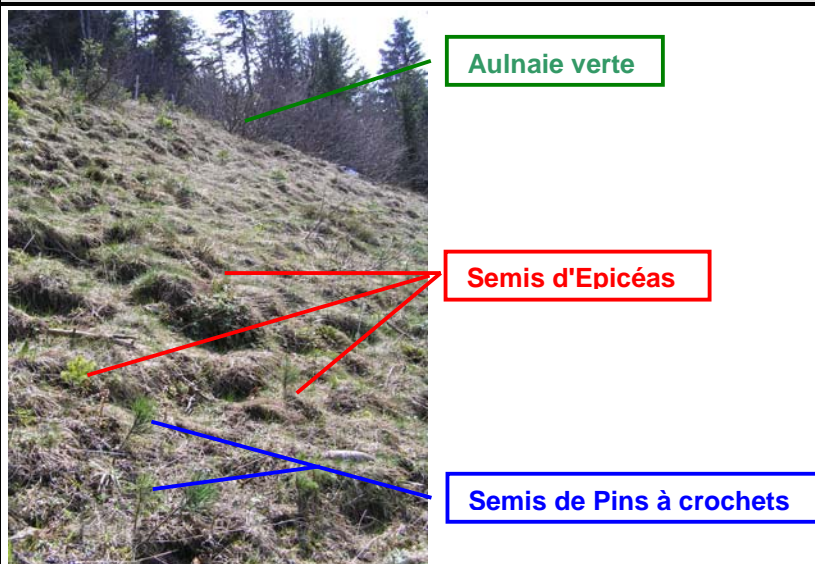 Aulnaie verte
Semis d'Epicéas
Semis de Pins à crochets